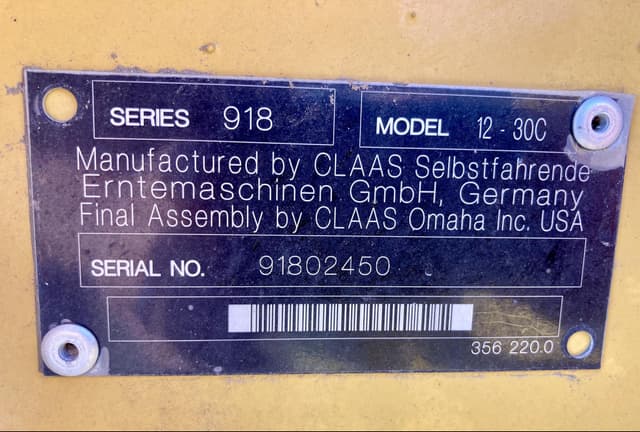 SERIES 918 MODEL 12 - 30C
Manufactured by CLAAS Selbstfahrende
Erntemaschinen GmbH, Germany
Final Assembly by CLAAS Omaha Inc. USA
SERIAL NO. 91802450
356 220.0